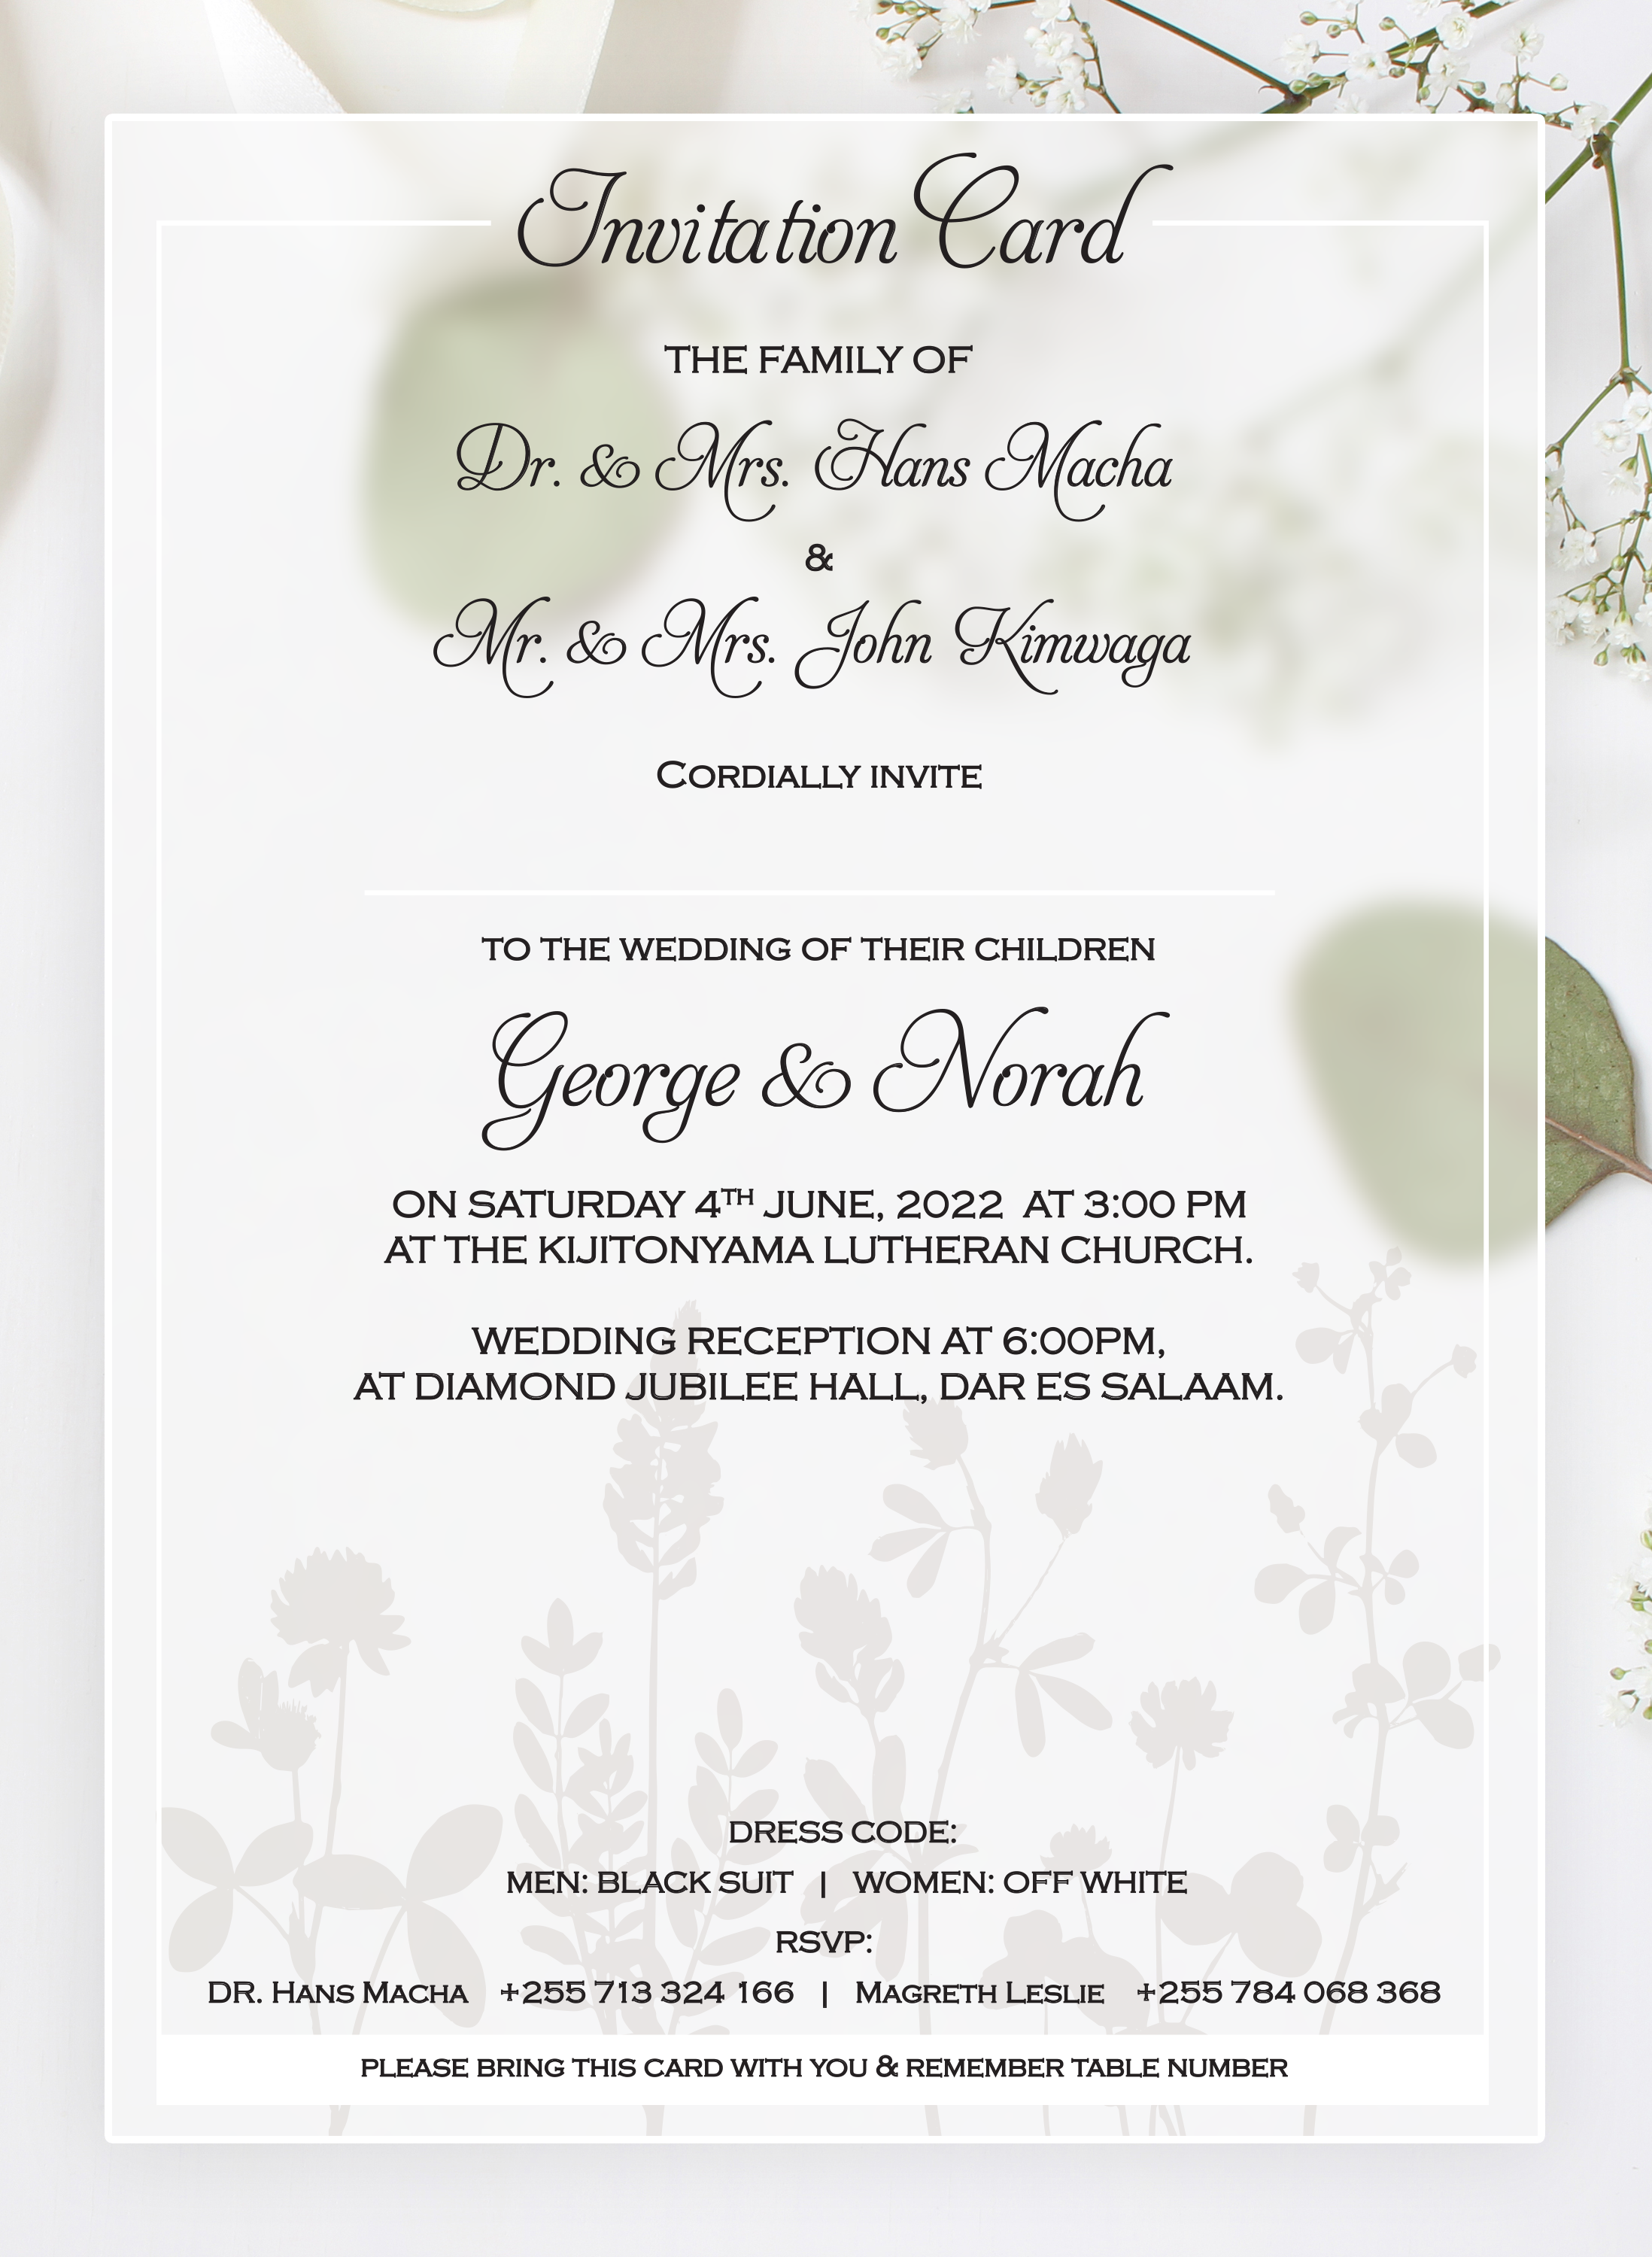 Invitation Card
THE FAMILY OF
Dr. & Mrs. Hans Macha
&
Mr. & Mrs. John Kimwaga
CORDIALLY INVITE
TO THE WEDDING OF THEIR CHILDREN
George & Norah
ON SATURDAY 4TH JUNE, 2022 AT 3:00 PM
AT THE KIJITONYAMA LUTHERAN CHURCH.
WEDDING RECEPTION AT 6:00PM,
AT DIAMOND JUBILEE HALL, DAR ES SALAAM.
DRESS CODE:
MEN: BLACK SUIT | WOMEN: OFF WHITE
RSVP:
DR. HANS MACHA +255 713 324 166 | MAGRETH LESLIE +255 784 068 368
PLEASE BRING THIS CARD WITH YOU & REMEMBER TABLE NUMBER